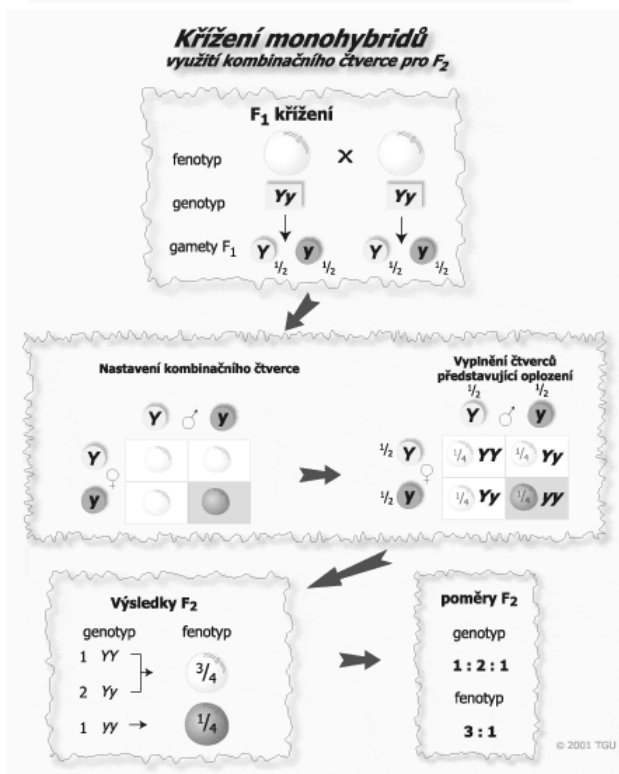 Křížení monohybridů
využití kombinačního čtverce pro F₂
F₁ křížení
fenotyp x
genotyp Yy Yy
gamety F₁ Y 1/2 y 1/2 Y 1/2 y 1/2
Nastavení kombinačního čtverce
Y ♂ y
Y
♀
y
Vyplnění čtverců
představující oplození
1/2 1/2
Y ♂ y
1/2 Y 1/4 YY 1/4 Yy
♀
1/2 y 1/4 Yy 1/4 yy
Výsledky F₂
genotyp fenotyp
1 YY
3/4
2 Yy
1 yy 1/4
poměry F₂
genotyp
1 : 2 : 1
fenotyp
3 : 1
© 2001 TGU